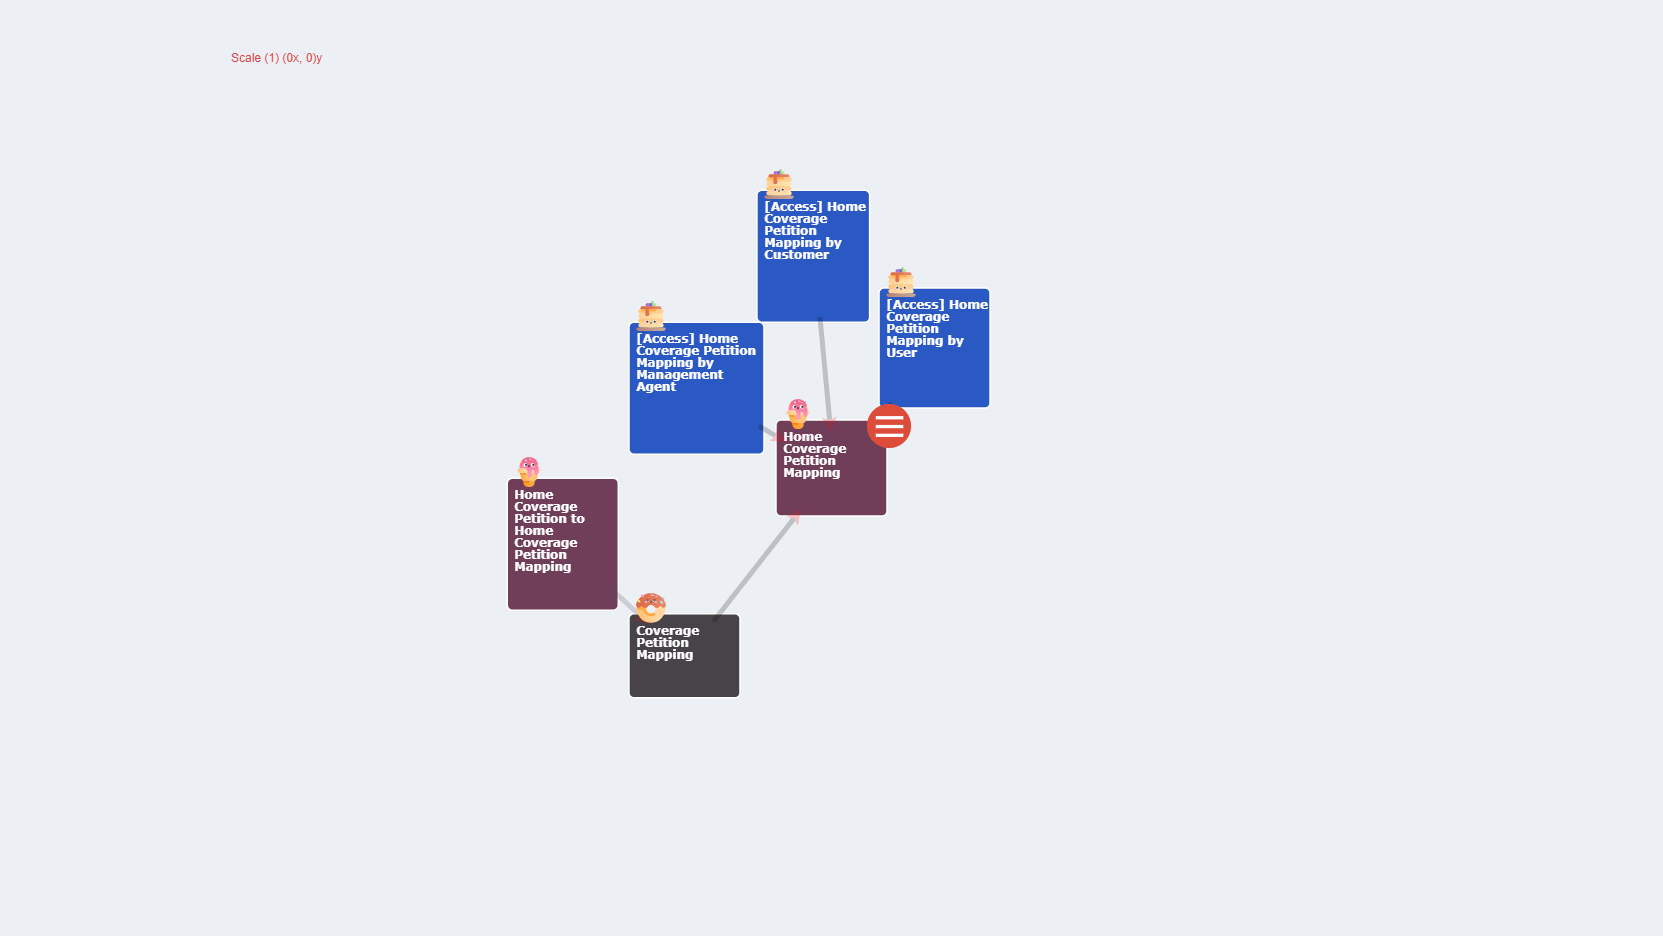 Scale (1) (0x, 0)y
[Access] Home
Coverage
Petition
Mapping by
Customer
[Access] Home
Coverage
Petition
Mapping by
User
[Access] Home
Coverage Petition
Mapping by
Management
Agent
Home
Coverage
Petition
Mapping
Home
Coverage
Petition to
Home
Coverage
Petition
Mapping
Coverage
Petition
Mapping